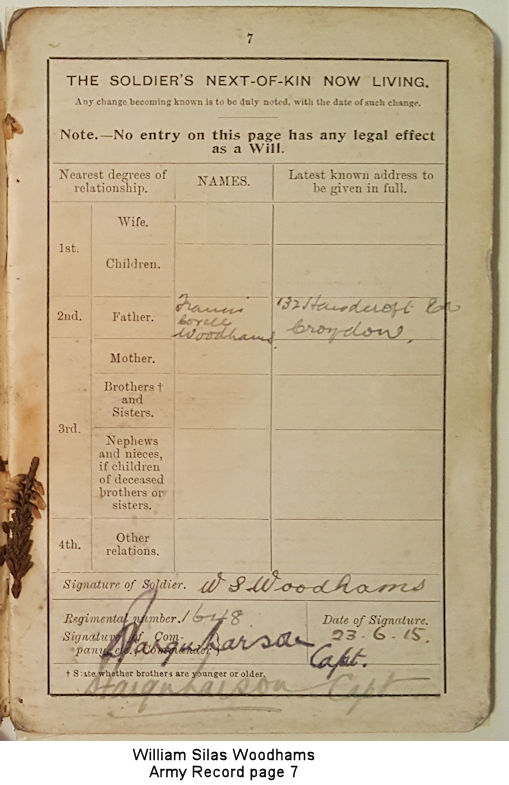 7
THE SOLDIER'S NEXT-OF-KIN NOW LIVING.
Any change becoming known is to be duly noted, with the date of such change.
Note.—No entry on this page has any legal effect
as a Will.
Nearest degrees of
relationship.
NAMES.
Latest known address to
be given in full.
1st.
Wife.
Children.
2nd.
Father.
Francis
Woodhams
132 Handcroft Rd
Croydon.
Mother.
3rd.
Brothers †
and
Sisters.
Nephews
and nieces,
if children
of deceased
brothers or
sisters.
4th.
Other
relations.
Signature of Soldier. W S Woodhams
Regimental number. 1648.
Date of Signature.
23.6.15.
Signature of Com-
pany, etc., Commander
Farquharson
Capt.
† State whether brothers are younger or older.
Farquharson Capt
William Silas Woodhams
Army Record page 7